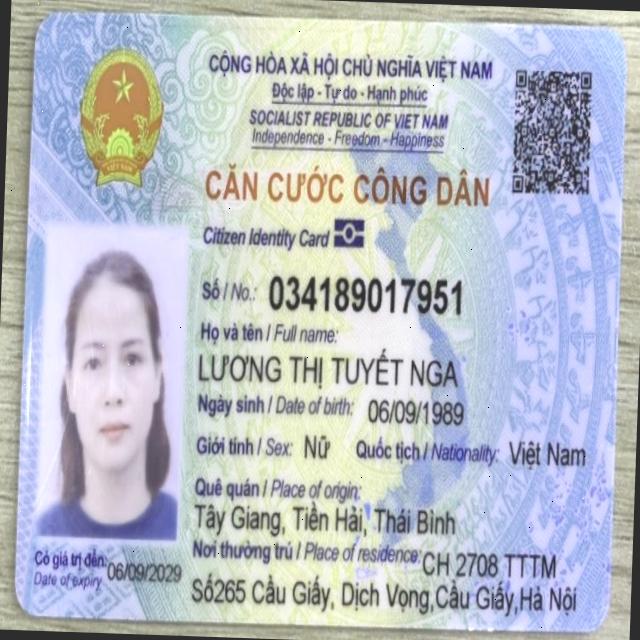 CỘNG HÒA XÃ HỘI CHỦ NGHĨA VIỆT NAM
Độc lập - Tự do - Hạnh phúc
SOCIALIST REPUBLIC OF VIET NAM
Independence - Freedom - Happiness
CĂN CƯỚC CÔNG DÂN
Citizen Identity Card
Số / No.: 034189017951
Họ và tên / Full name:
LƯƠNG THỊ TUYẾT NGA
Ngày sinh / Date of birth: 06/09/1989
Giới tính / Sex: Nữ Quốc tịch / Nationality: Việt Nam
Quê quán / Place of origin:
Tây Giang, Tiền Hải, Thái Bình
Nơi thường trú / Place of residence: CH 2708 TTTM
Số265 Cầu Giấy, Dịch Vọng,Cầu Giấy,Hà Nội
Có giá trị đến: 06/09/2029
Date of expiry